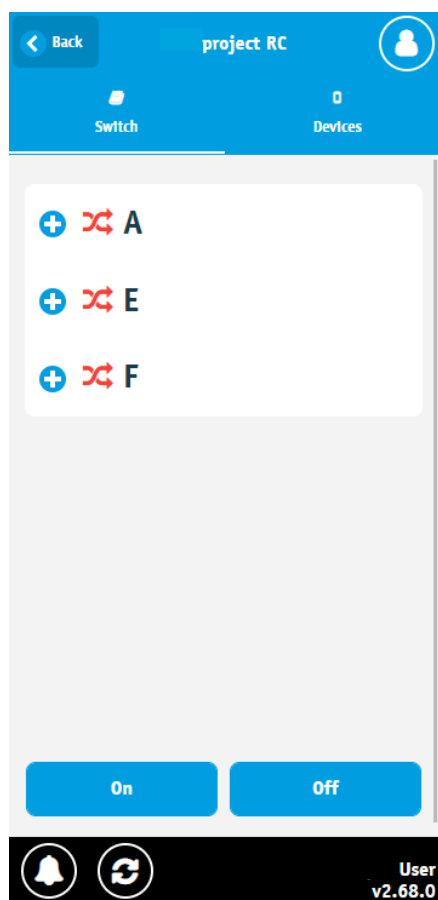 Back
project RC
Switch
Devices
A
E
F
On
Off
User
v2.68.0